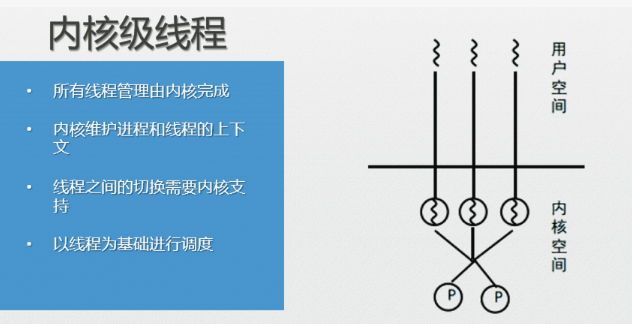 内核级线程
• 所有线程管理由内核完成
• 内核维护进程和线程的上下
文
• 线程之间的切换需要内核支
持
• 以线程为基础进行调度
用户空间
内核空间
P
P